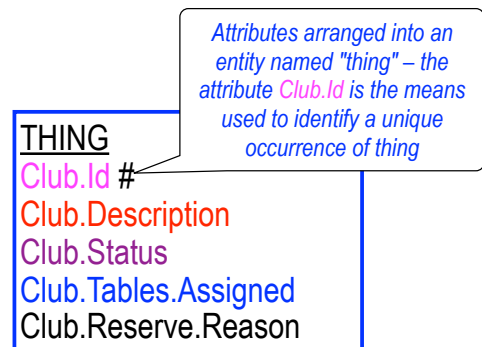 Attributes arranged into an
entity named "thing" – the
attribute Club.Id is the means
used to identify a unique
occurrence of thing
THING
Club.Id #
Club.Description
Club.Status
Club.Tables.Assigned
Club.Reserve.Reason